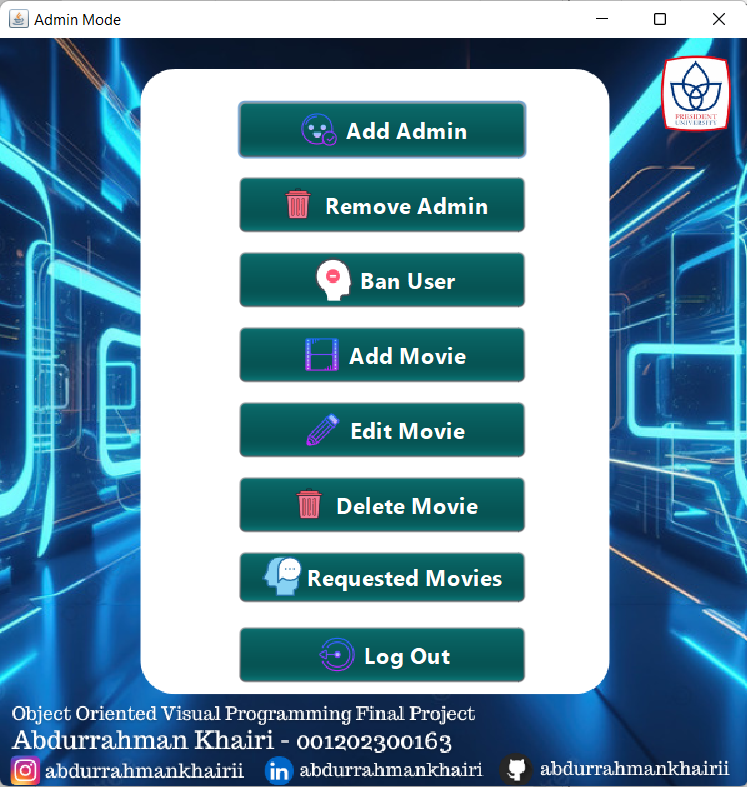 Admin Mode
PRESIDENT
UNIVERSITY
Add Admin
Remove Admin
Ban User
Add Movie
Edit Movie
Delete Movie
Requested Movies
Log Out
Object Oriented Visual Programming Final Project
Abdurrahman Khairi - 001202300163
abdurrahmankhairii abdurrahmankhairi abdurrahmankhairii